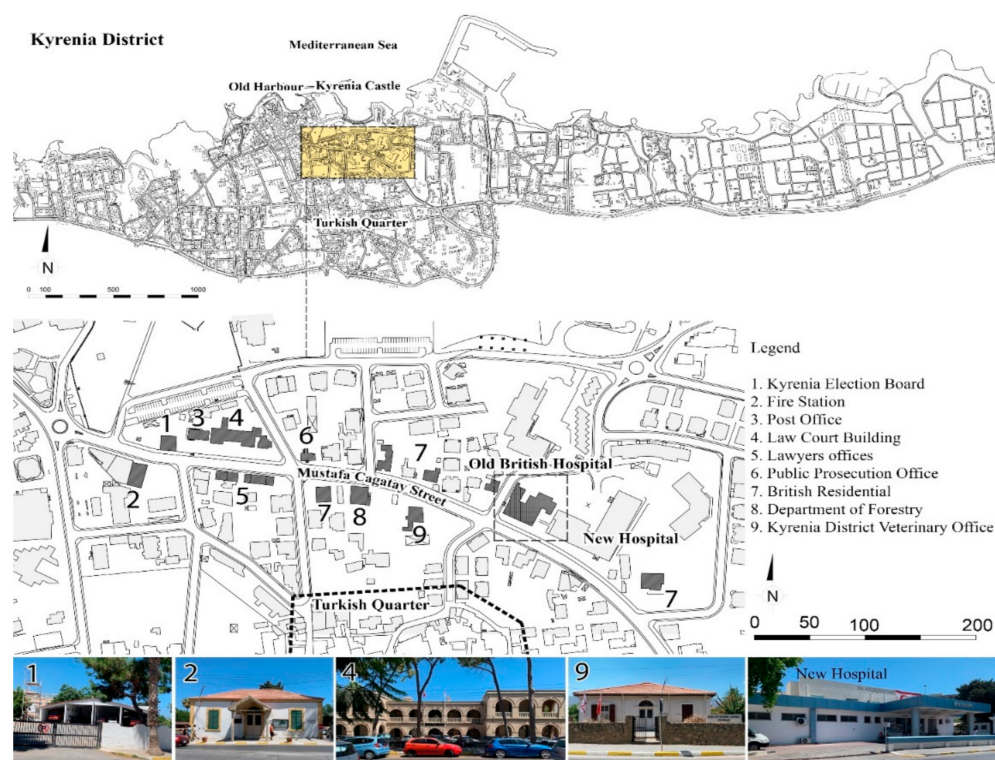 Kyrenia District
Mediterranean Sea
Old Harbour
Kyrenia Castle
Turkish Quarter
N
0 100 500 1000
Legend
1. Kyrenia Election Board
2. Fire Station
3. Post Office
4. Law Court Building
5. Lawyers offices
6. Public Prosecution Office
7. British Residential
8. Department of Forestry
9. Kyrenia District Veterinary Office
1
3
4
6
7
2
5
Mustafa Cagatay Street
Old British Hospital
7
8
9
New Hospital
7
Turkish Quarter
N
0 50 100 150 200
1
2
4
9
New Hospital